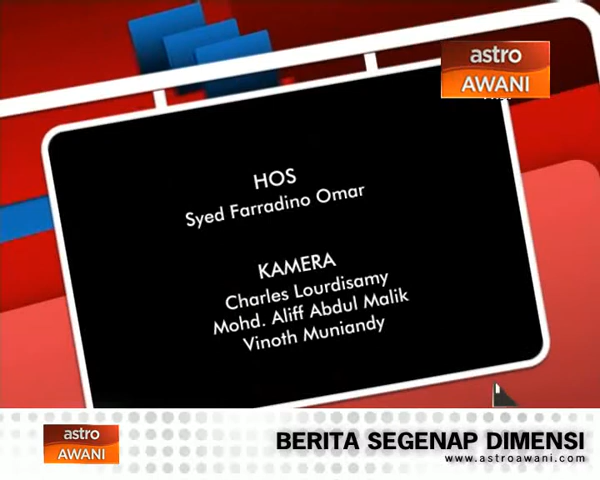 astro
AWANI
HOS
Syed Farradino Omar
KAMERA
Charles Lourdisamy
Mohd. Aliff Abdul Malik
Vinoth Muniandy
astro
AWANI
BERITA SEGENAP DIMENSI
www.astroawani.com